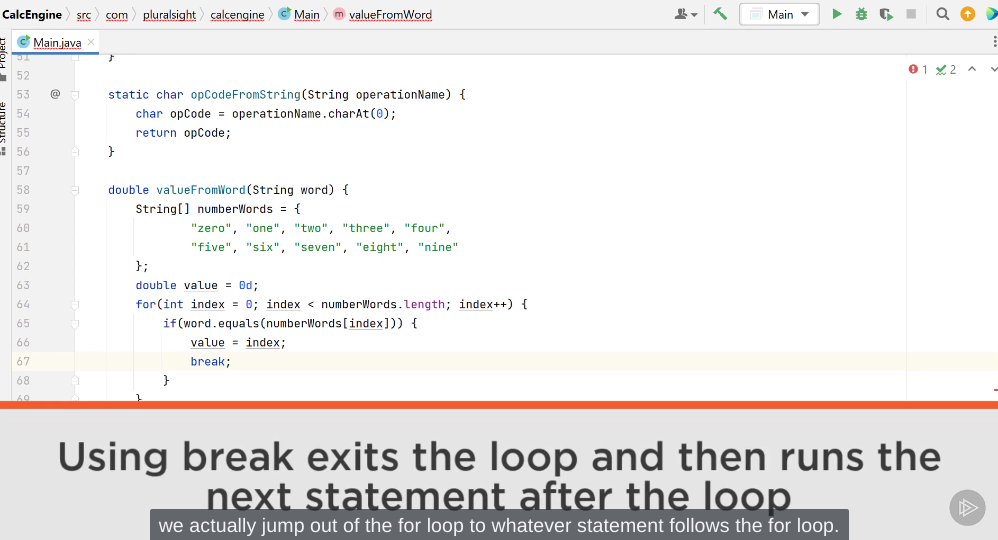 CalcEngine src com pluralsight calcengine Main valueFromWord Main
Main.java
Project
Structure
51 }
52
1 2
53 @ static char opCodeFromString(String operationName) {
54 char opCode = operationName.charAt(0);
55 return opCode;
56 }
57
58 double valueFromWord(String word) {
59 String[] numberWords = {
60 "zero", "one", "two", "three", "four",
61 "five", "six", "seven", "eight", "nine"
62 };
63 double value = 0d;
64 for(int index = 0; index < numberWords.length; index++) {
65 if(word.equals(numberWords[index])) {
66 value = index;
67 break;
68 }
69 }
Using break exits the loop and then runs the
next statement after the loop
we actually jump out of the for loop to whatever statement follows the for loop.